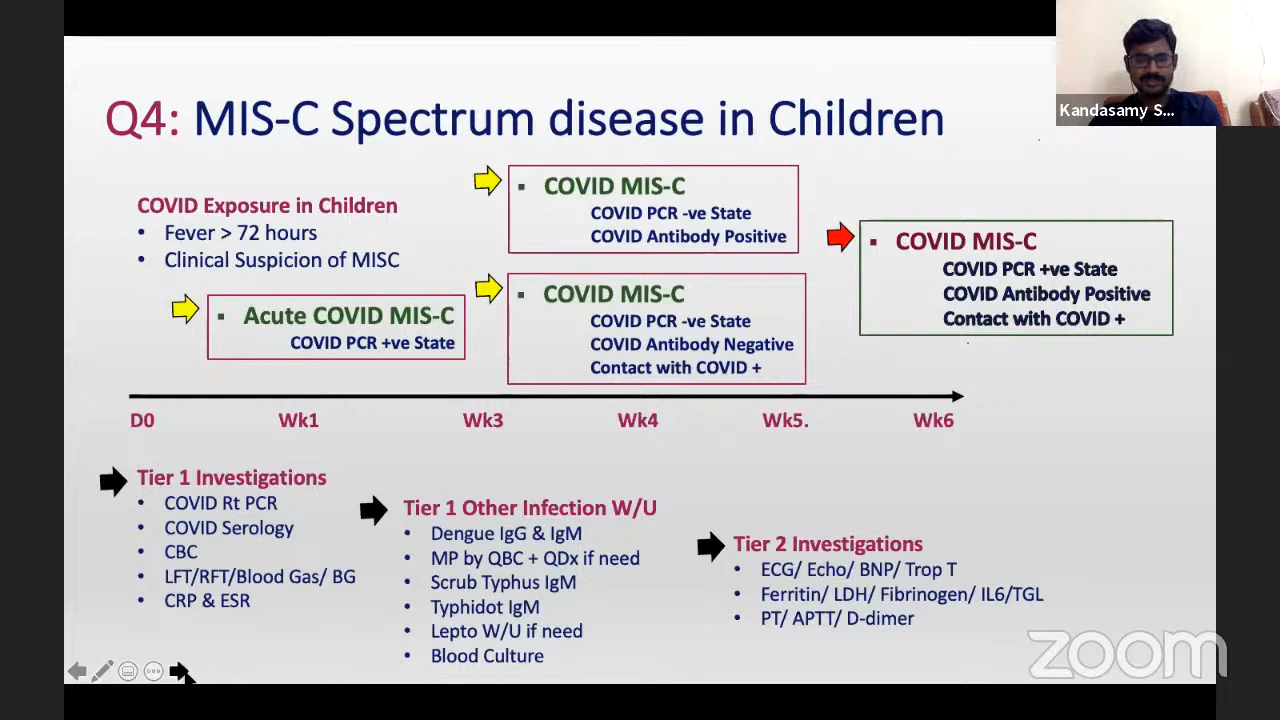 Q4: MIS-C Spectrum disease in Children
Kandasamy S...
COVID Exposure in Children
• Fever > 72 hours
• Clinical Suspicion of MISC
▪ Acute COVID MIS-C
COVID PCR +ve State
▪ COVID MIS-C
COVID PCR -ve State
COVID Antibody Positive
▪ COVID MIS-C
COVID PCR -ve State
COVID Antibody Negative
Contact with COVID +
▪ COVID MIS-C
COVID PCR +ve State
COVID Antibody Positive
Contact with COVID +
D0 Wk1 Wk3 Wk4 Wk5. Wk6
Tier 1 Investigations
• COVID Rt PCR
• COVID Serology
• CBC
• LFT/RFT/Blood Gas/ BG
• CRP & ESR
Tier 1 Other Infection W/U
• Dengue IgG & IgM
• MP by QBC + QDx if need
• Scrub Typhus IgM
• Typhidot IgM
• Lepto W/U if need
• Blood Culture
Tier 2 Investigations
• ECG/ Echo/ BNP/ Trop T
• Ferritin/ LDH/ Fibrinogen/ IL6/TGL
• PT/ APTT/ D-dimer
zoom